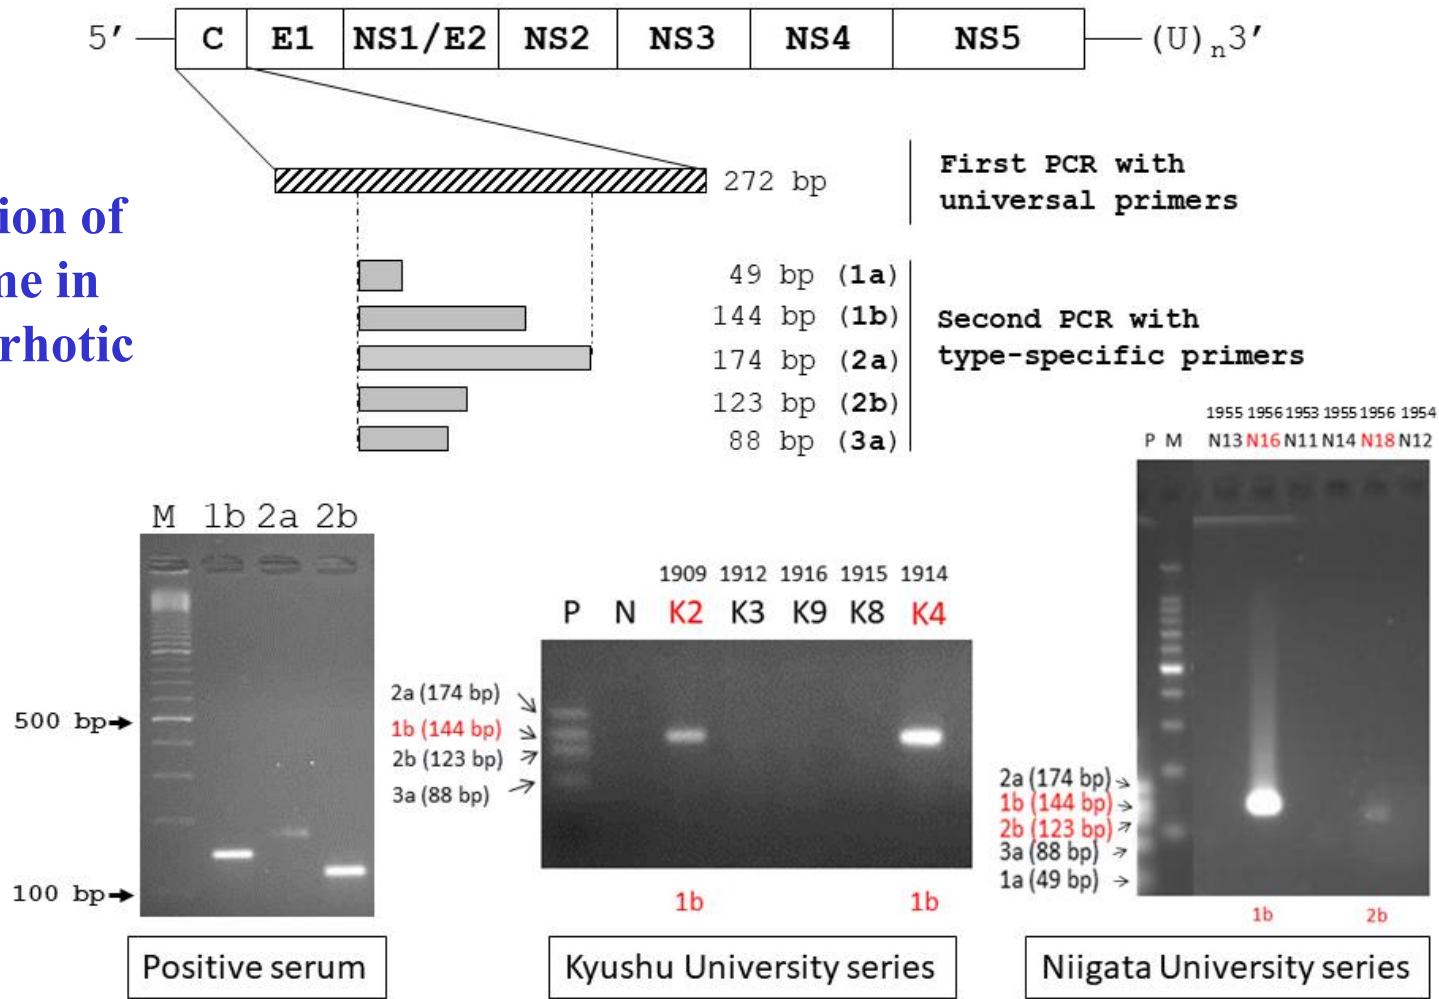 5′ C E1 NS1/E2 NS2 NS3 NS4 NS5 (U)n3′
272 bp
First PCR with
universal primers
ion of
ne in
rhotic
49 bp (1a)
144 bp (1b)
174 bp (2a)
123 bp (2b)
88 bp (3a)
Second PCR with
type-specific primers
M 1b 2a 2b
500 bp
100 bp
Positive serum
1909 1912 1916 1915 1914
P N K2 K3 K9 K8 K4
2a (174 bp)
1b (144 bp)
2b (123 bp)
3a (88 bp)
1b 1b
Kyushu University series
1955 1956 1953 1955 1956 1954
P M N13 N16 N11 N14 N18 N12
2a (174 bp)
1b (144 bp)
2b (123 bp)
3a (88 bp)
1a (49 bp)
1b 2b
Niigata University series